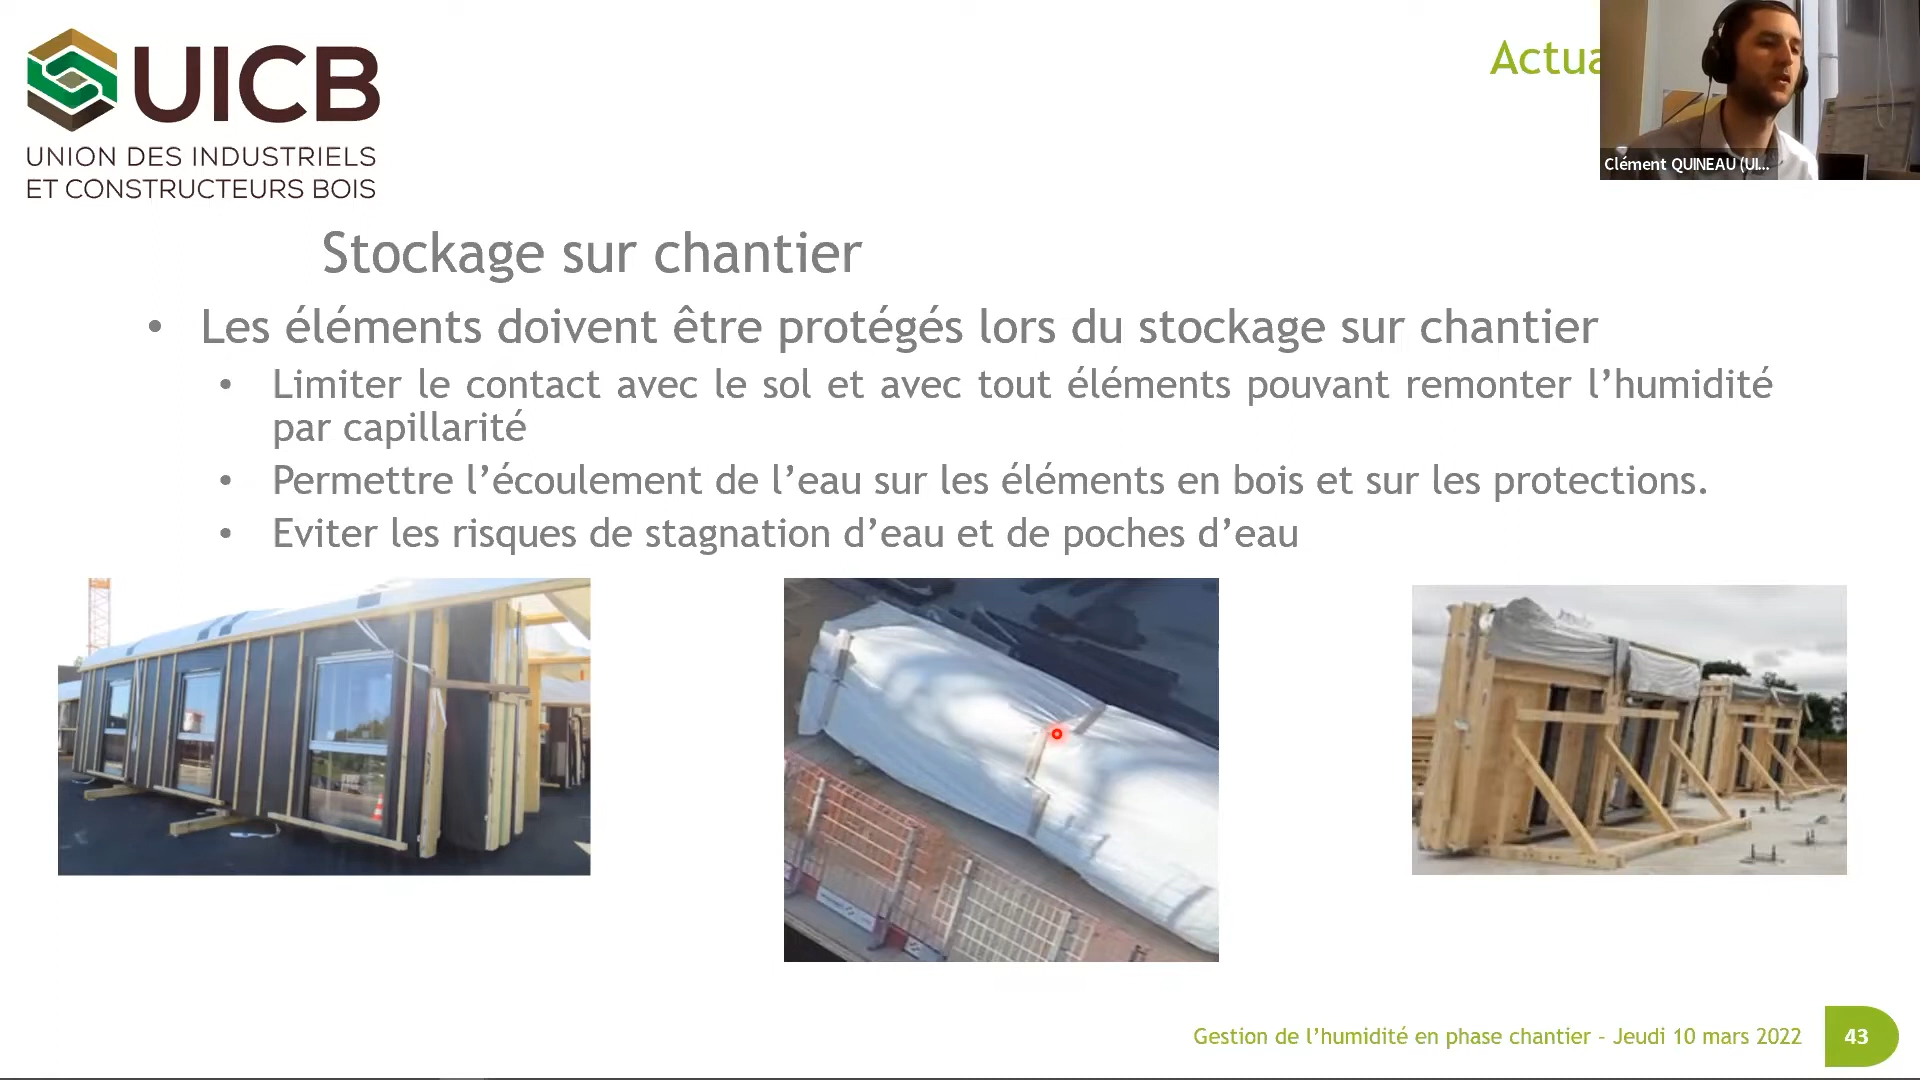 UICB
UNION DES INDUSTRIELS
ET CONSTRUCTEURS BOIS
Actua
Clément QUINEAU (UI...
Stockage sur chantier
• Les éléments doivent être protégés lors du stockage sur chantier
• Limiter le contact avec le sol et avec tout éléments pouvant remonter l’humidité
par capillarité
• Permettre l’écoulement de l’eau sur les éléments en bois et sur les protections.
• Eviter les risques de stagnation d’eau et de poches d’eau
Gestion de l’humidité en phase chantier – Jeudi 10 mars 2022
43